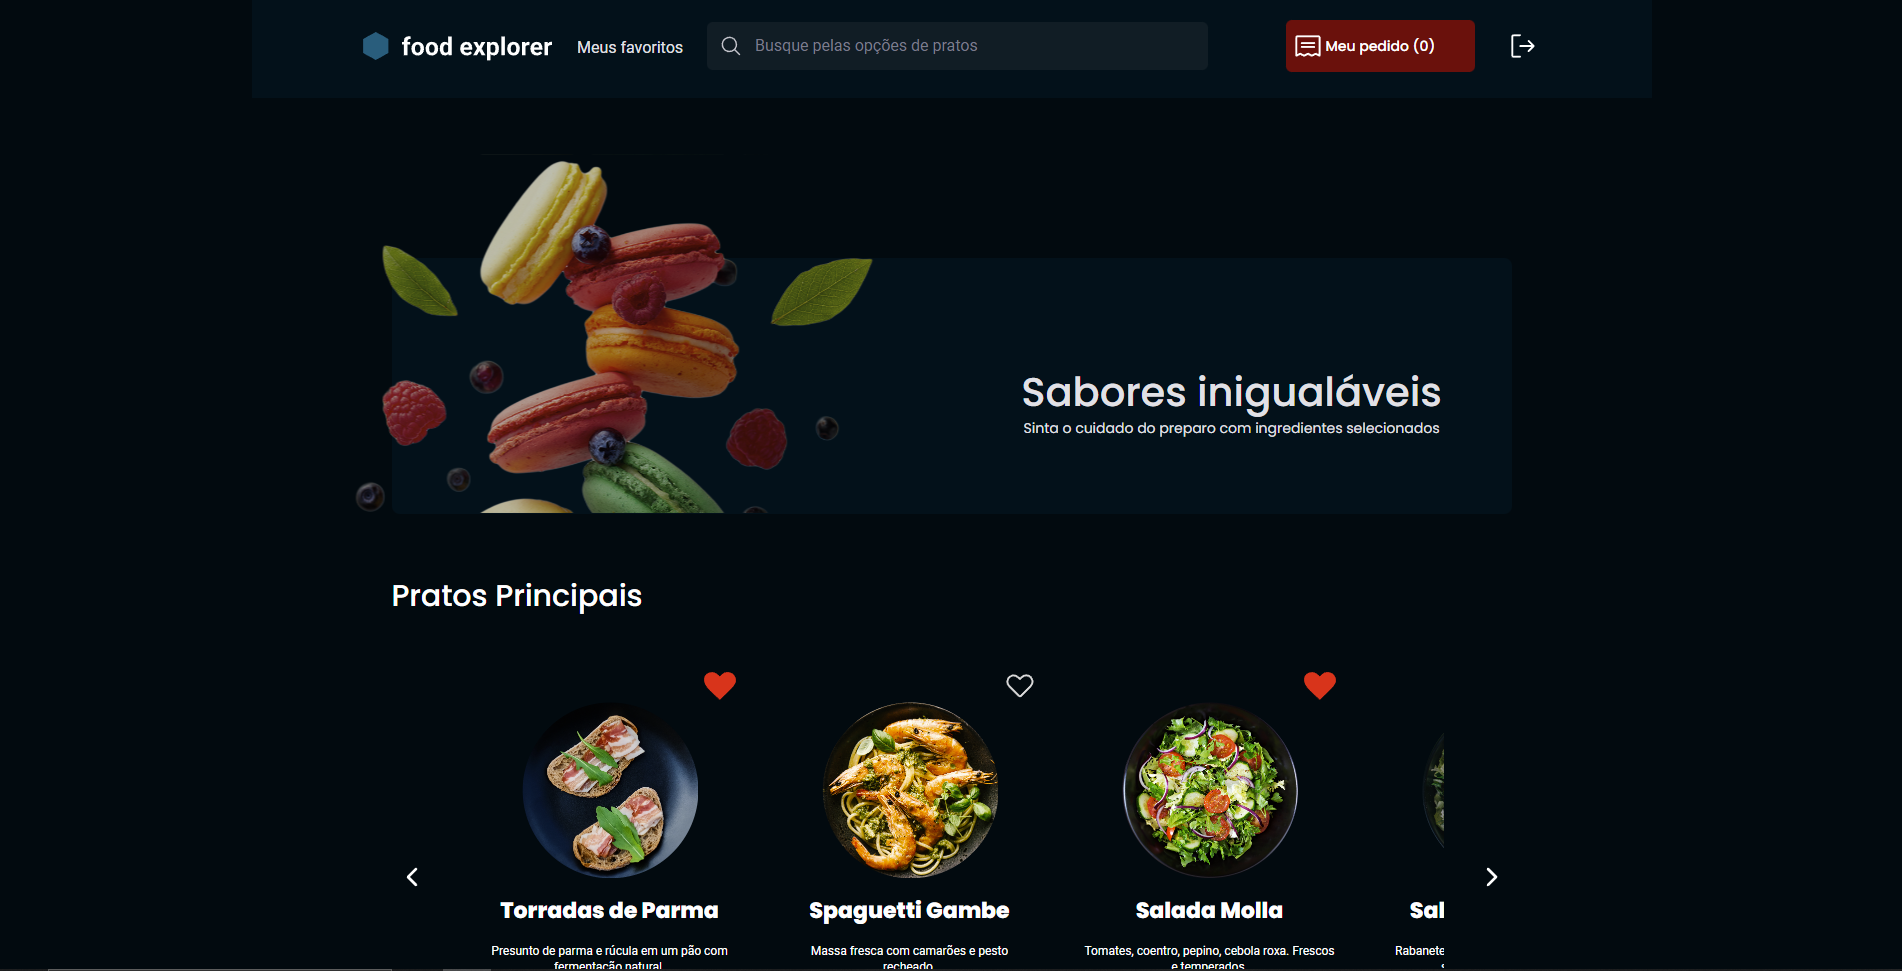 food explorer
Meus favoritos
Busque pelas opções de pratos
Meu pedido (0)
Sabores inigualáveis
Sinta o cuidado do preparo com ingredientes selecionados
Pratos Principais
Torradas de Parma
Spaguetti Gambe
Salada Molla
Sal
Presunto de parma e rúcula em um pão com
fermentação natural
Massa fresca com camarões e pesto
recheado
Tomates, coentro, pepino, cebola roxa. Frescos
e temperados
Rabanete